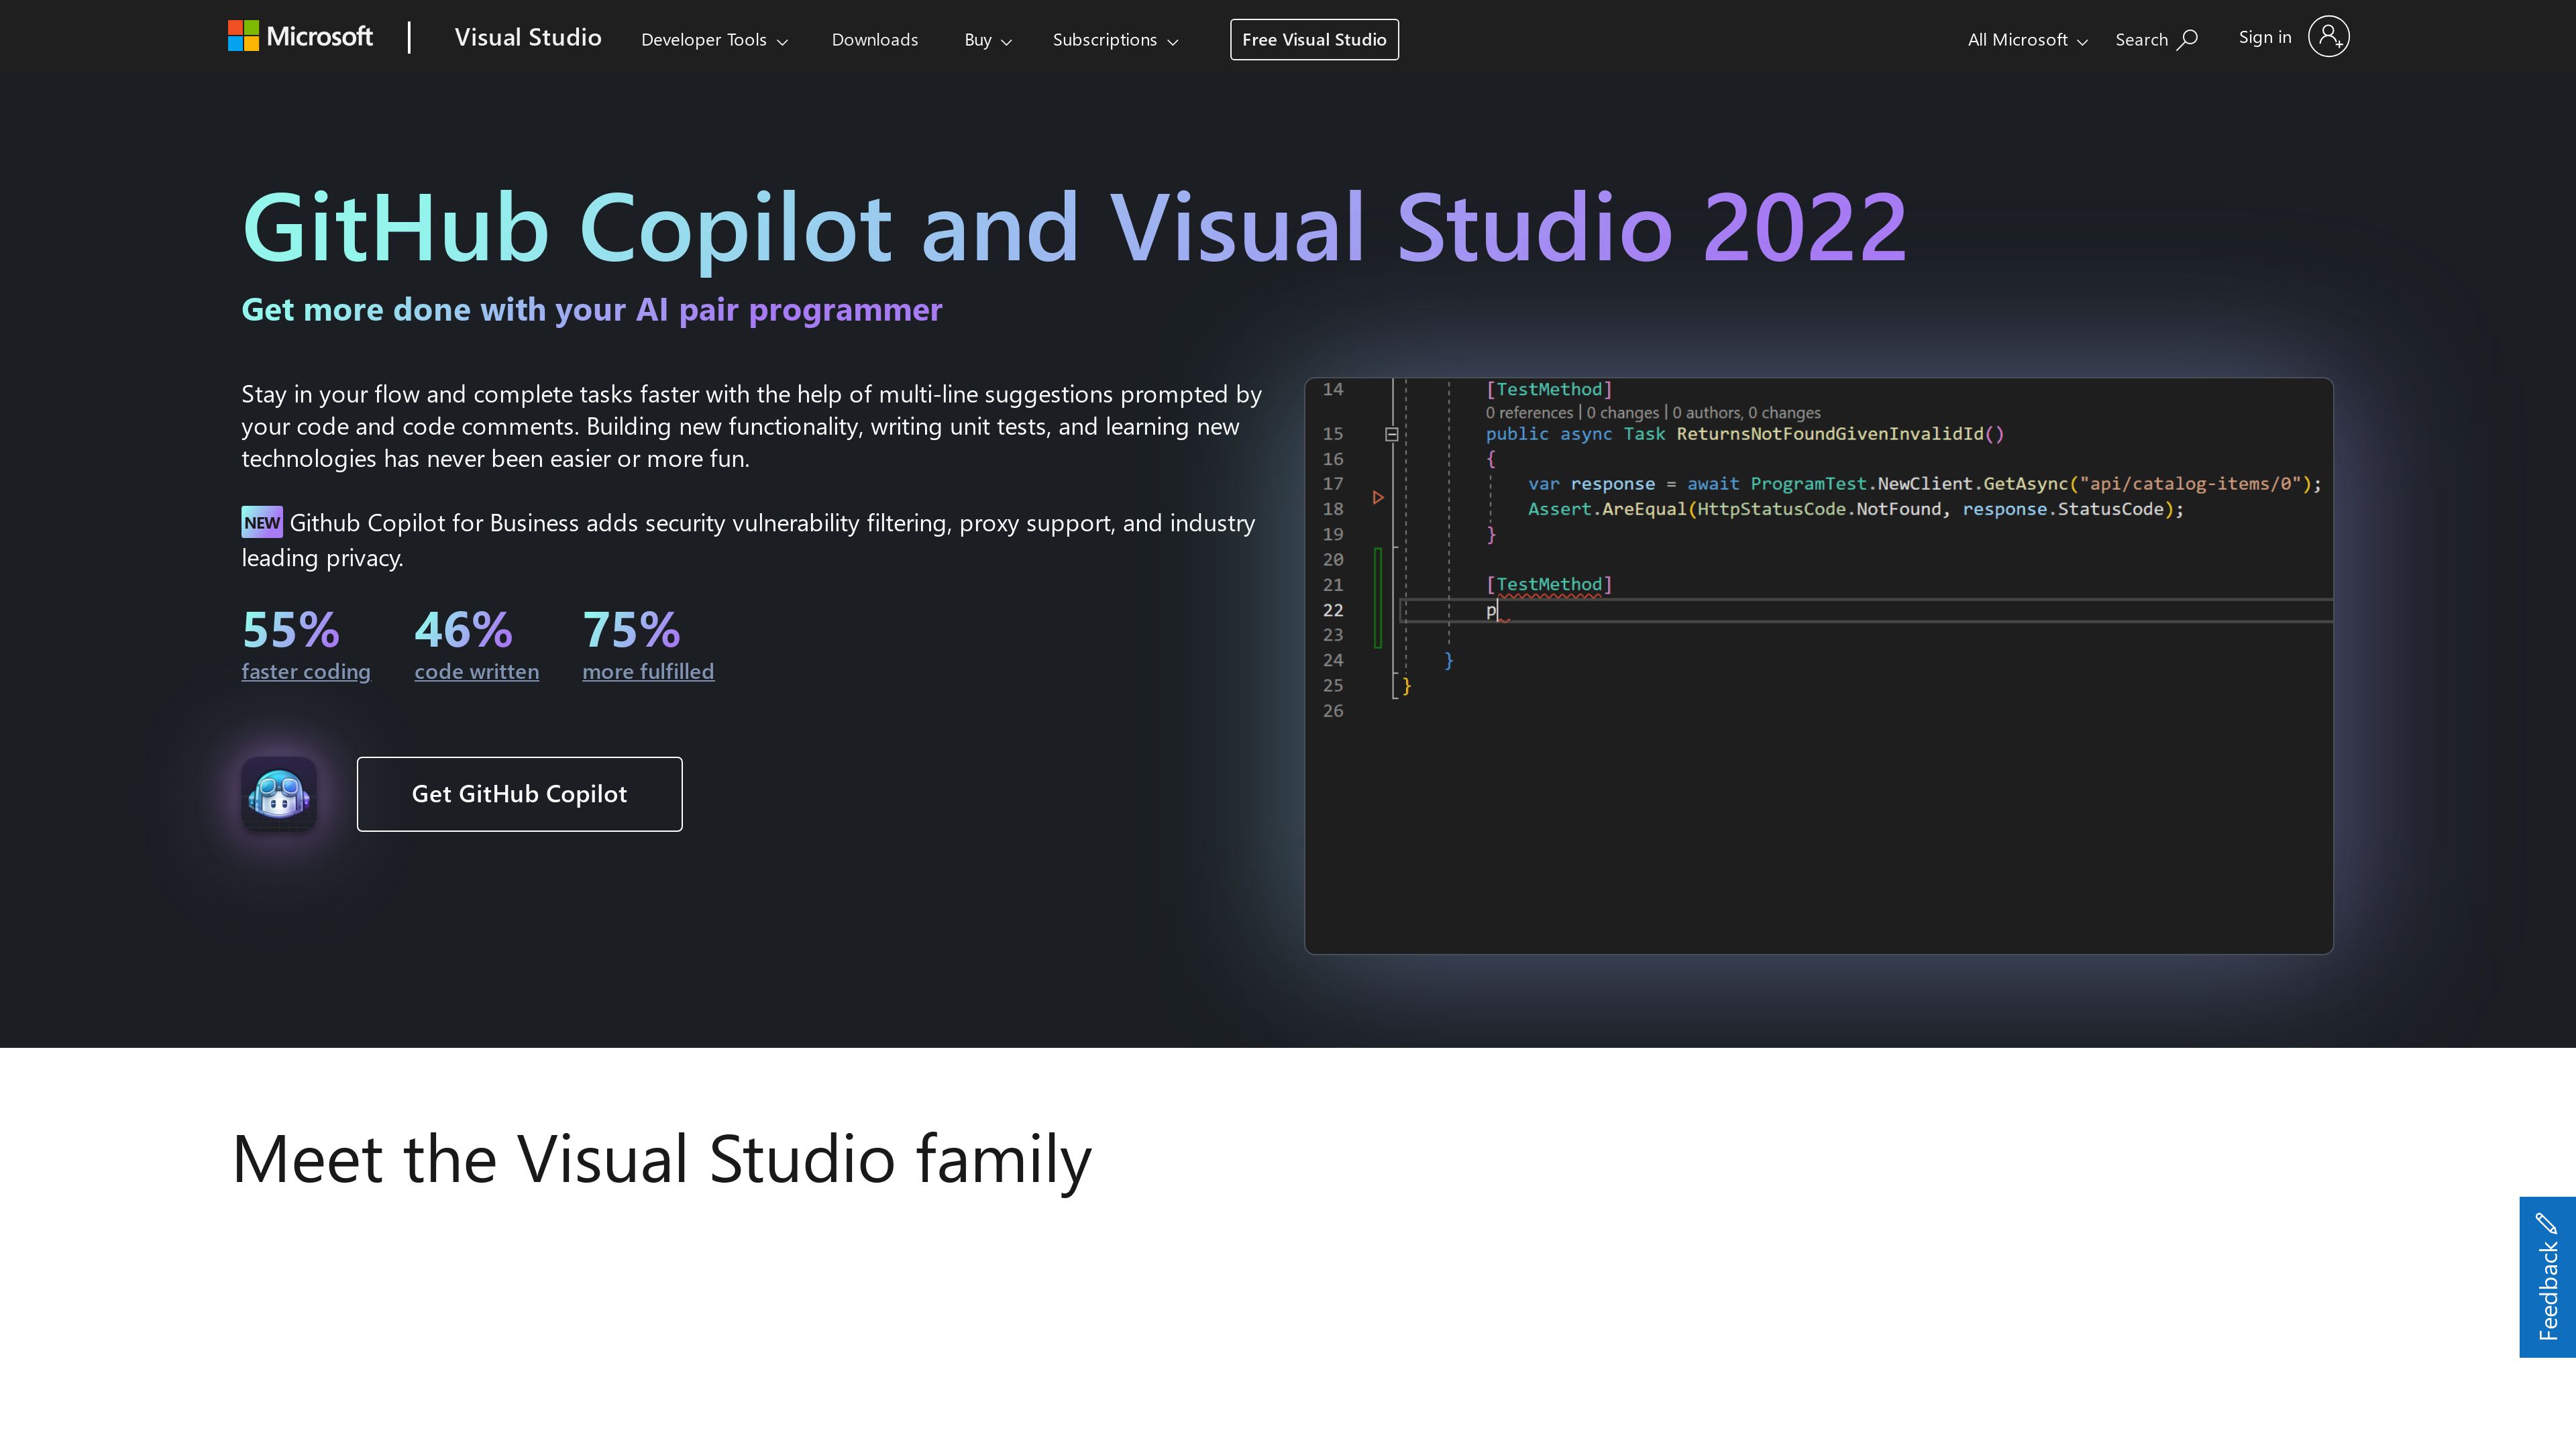 Microsoft
Visual Studio
Developer Tools
Downloads
Buy
Subscriptions
Free Visual Studio
All Microsoft
Search
Sign in
GitHub Copilot and Visual Studio 2022
Get more done with your AI pair programmer
Stay in your flow and complete tasks faster with the help of multi-line suggestions prompted by
your code and code comments. Building new functionality, writing unit tests, and learning new
technologies has never been easier or more fun.
NEW Github Copilot for Business adds security vulnerability filtering, proxy support, and industry
leading privacy.
55%
faster coding
46%
code written
75%
more fulfilled
Get GitHub Copilot
14 [TestMethod]
0 references | 0 changes | 0 authors, 0 changes
15 public async Task ReturnsNotFoundGivenInvalidId()
16 {
17 var response = await ProgramTest.NewClient.GetAsync("api/catalog-items/0");
18 Assert.AreEqual(HttpStatusCode.NotFound, response.StatusCode);
19 }
20
21 [TestMethod]
22 p
23
24 }
25 }
26
Meet the Visual Studio family
Feedback